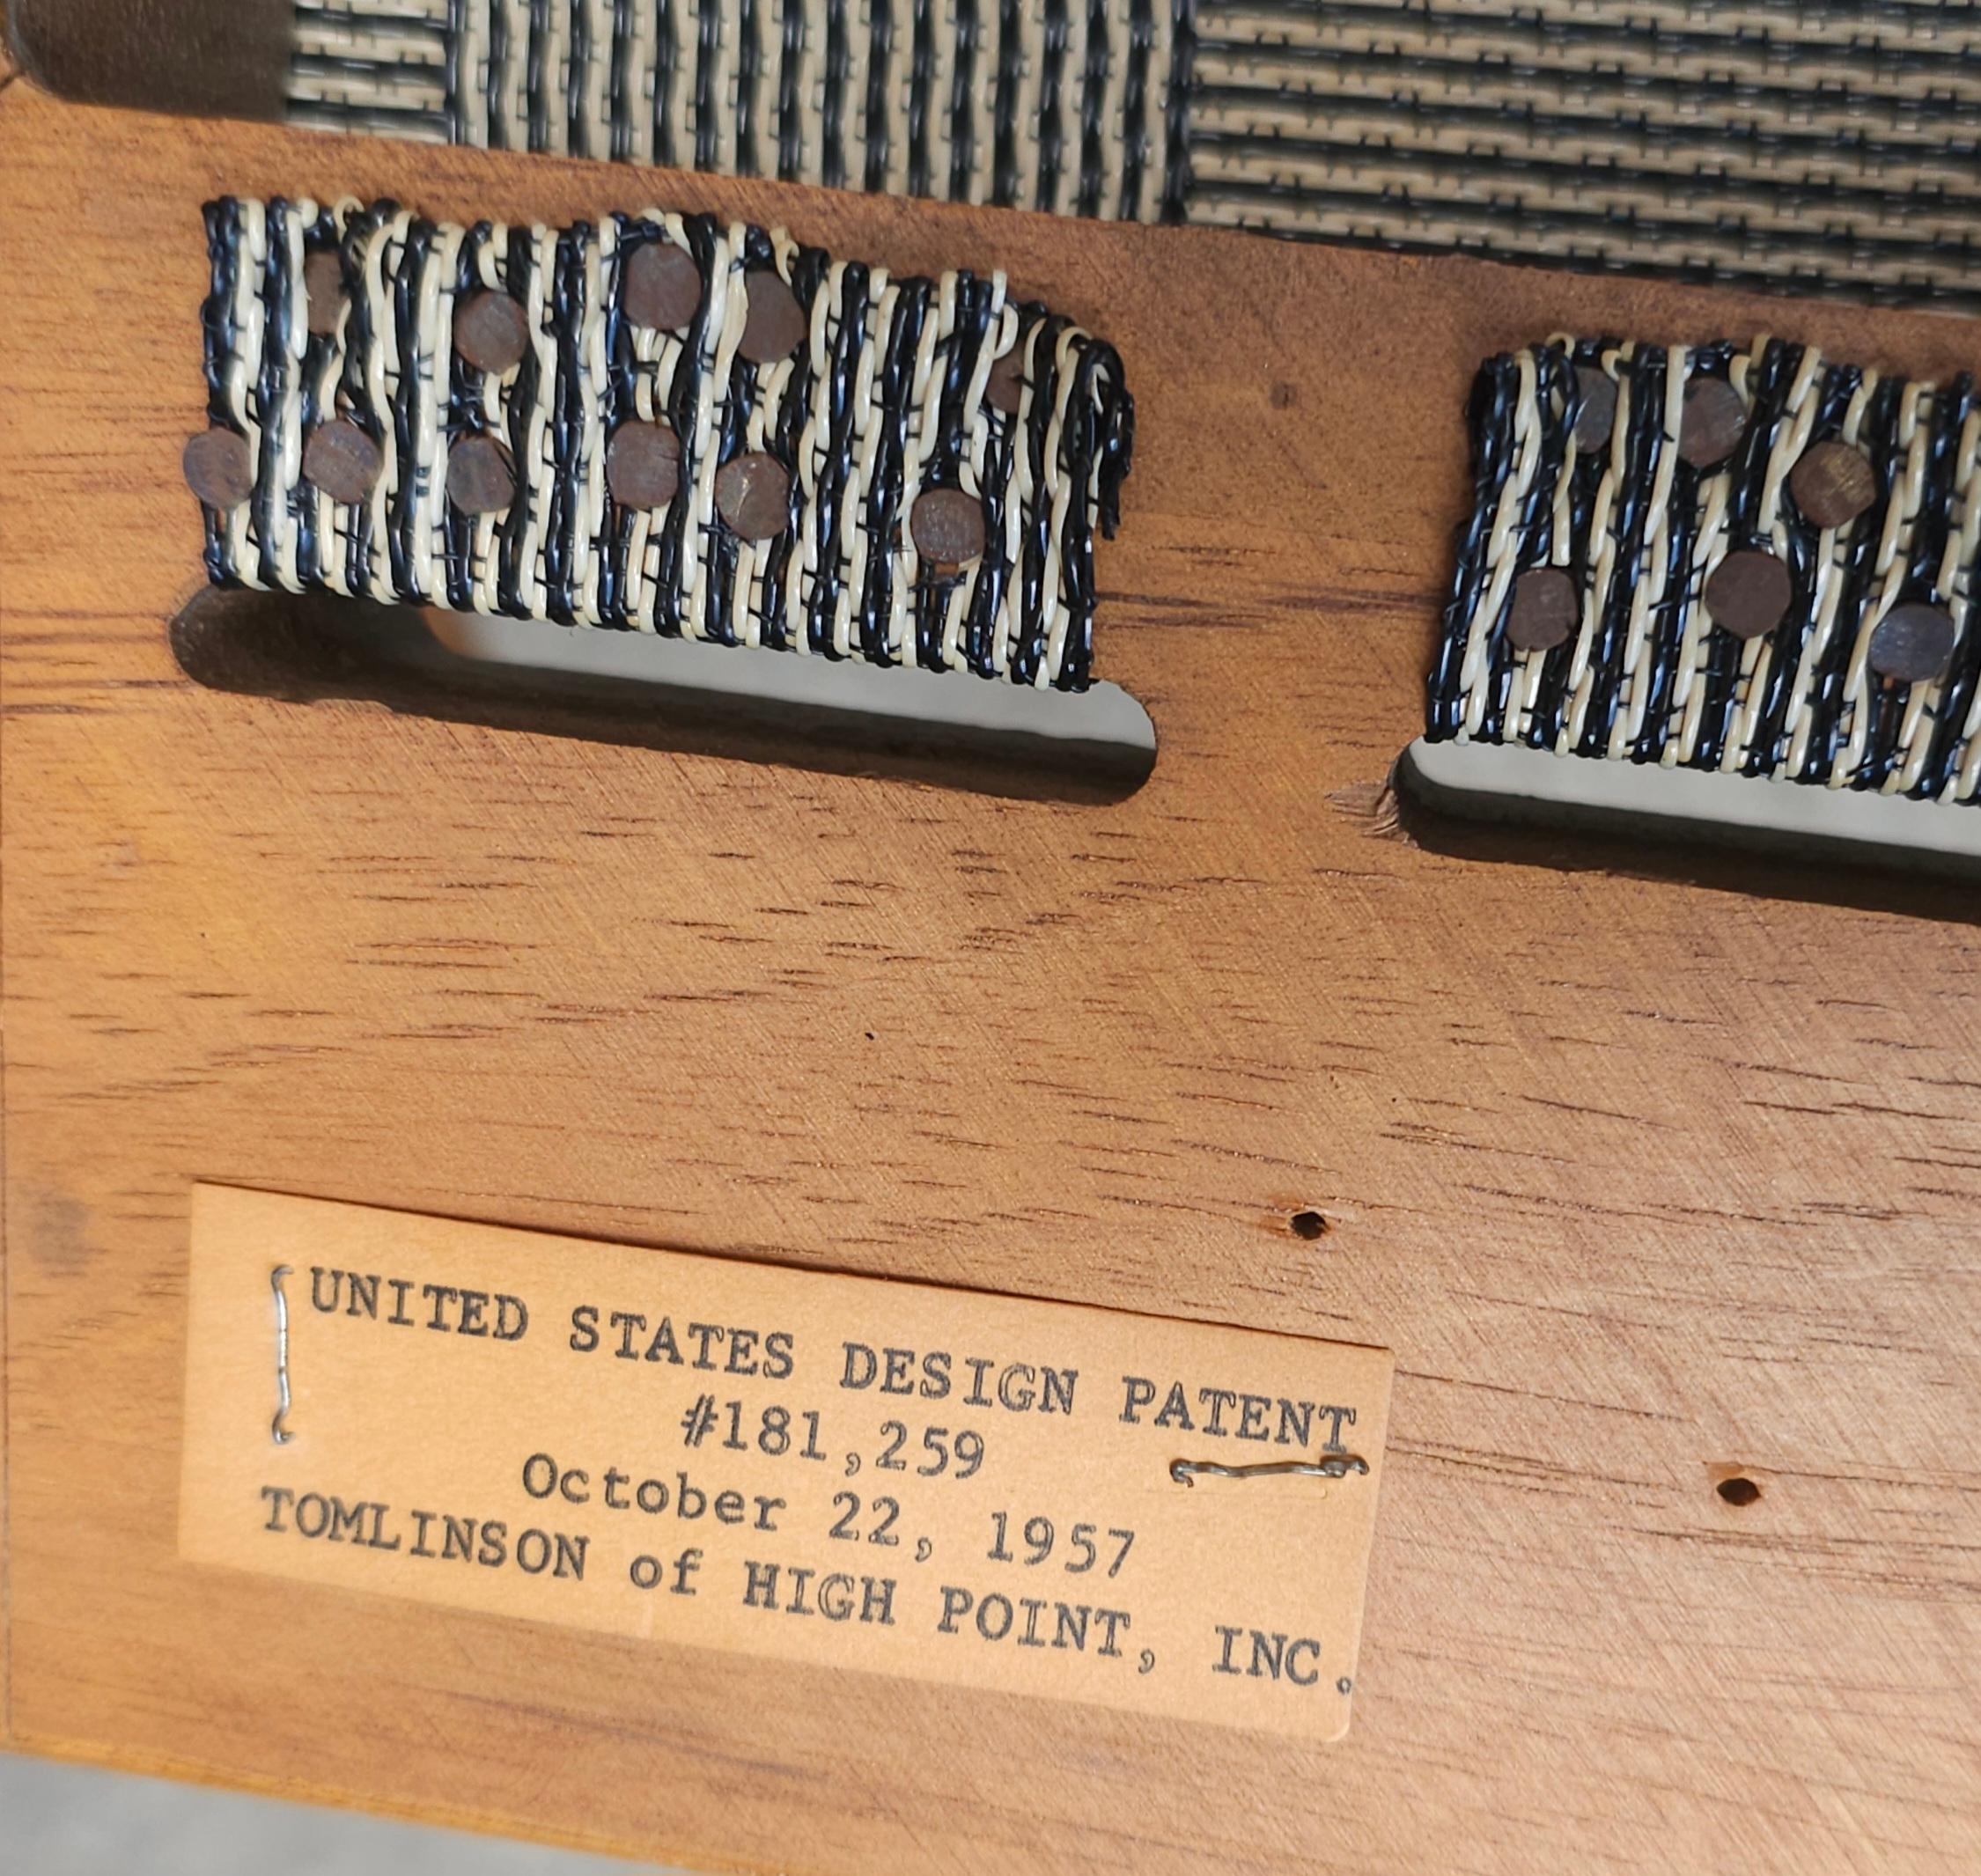 UNITED STATES DESIGN PATENT
#181,259
October 22, 1957
TOMLINSON of HIGH POINT, INC.